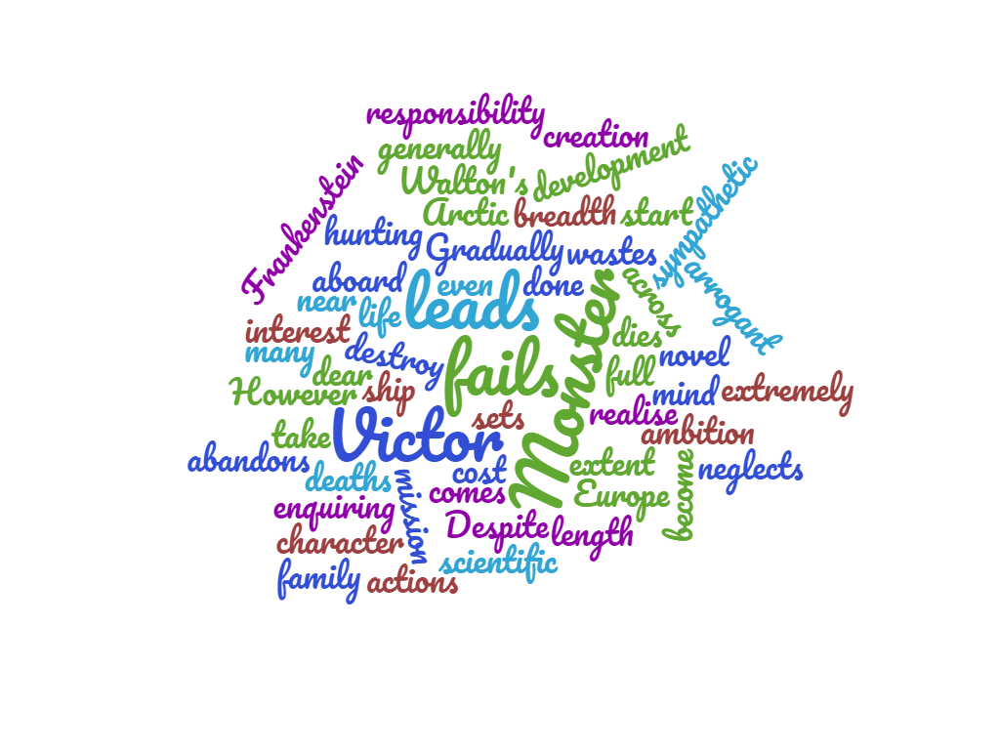 responsibility
creation
generally
Walton's
development
Frankenstein
sympathetic
Arctic
breadth
start
hunting
Gradually
wastes
aboard
even
done
across
arrogant
near
life
leads
Monster
interest
many
destroy
fails
dies
novel
dear
full
However
ship
mind
extremely
sets
realise
take
Victor
ambition
abandons
deaths
cost
extent
become
neglects
mission
comes
Europe
enquiring
Despite
length
character
scientific
family
actions